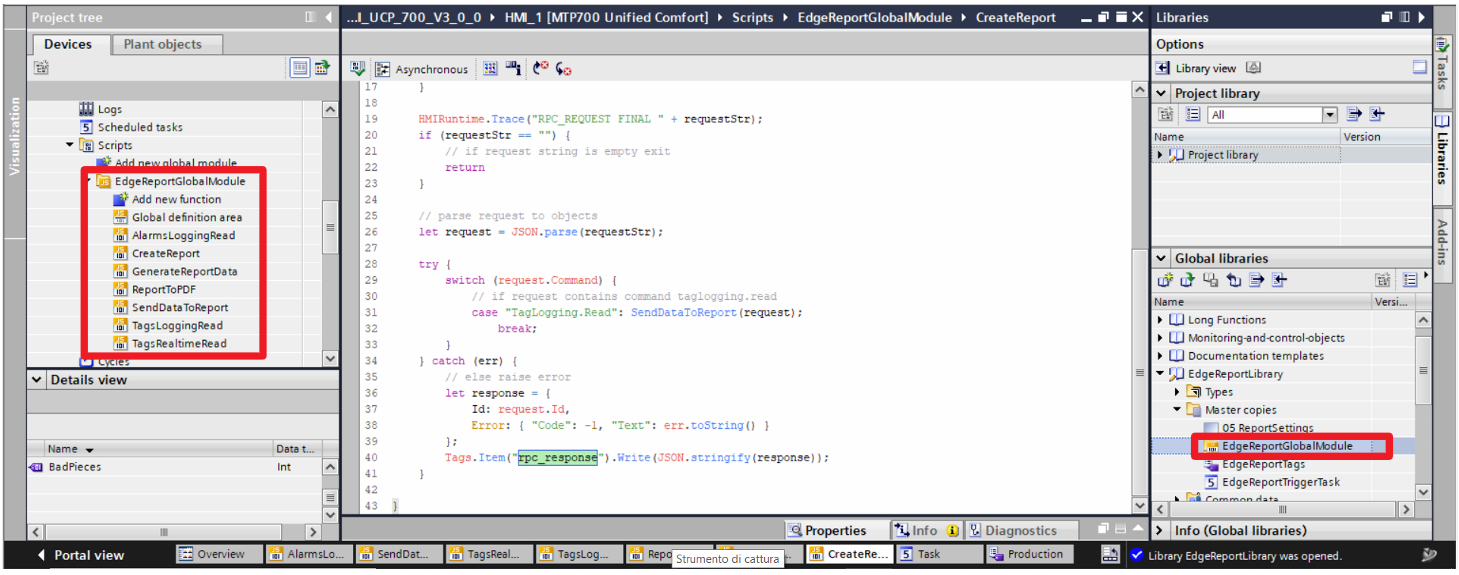 Project tree
Devices
Plant objects
Visualization
Logs
Scheduled tasks
Scripts
Add new global module
EdgeReportGlobalModule
Add new function
Global definition area
AlarmsLoggingRead
CreateReport
GenerateReportData
ReportToPDF
SendDataToReport
TagsLoggingRead
TagsRealtimeRead
Cycles
Details view
Name
Data t...
BadPieces
Int
...I_UCP_700_V3_0_0 HMI_1 [MTP700 Unified Comfort] Scripts EdgeReportGlobalModule CreateReport
Asynchronous
17 }
18
19 HMIRuntime.Trace("RPC_REQUEST FINAL " + requestStr);
20 if (requestStr == "") {
21 // if request string is empty exit
22 return
23 }
24
25 // parse request to objects
26 let request = JSON.parse(requestStr);
27
28 try {
29 switch (request.Command) {
30 // if request contains command taglogging.read
31 case "TagLogging.Read": SendDataToReport(request);
32 break;
33 }
34 } catch (err) {
35 // else raise error
36 let response = {
37 Id: request.Id,
38 Error: { "Code": -1, "Text": err.toString() }
39 };
40 Tags.Item("rpc_response").Write(JSON.stringify(response));
41 }
42
43 }
Properties
Info
Diagnostics
Libraries
Options
Library view
Project library
All
Name
Version
Project library
Global libraries
Name
Versi...
Long Functions
Monitoring-and-control-objects
Documentation templates
EdgeReportLibrary
Types
Master copies
05 ReportSettings
EdgeReportGlobalModule
EdgeReportTags
EdgeReportTriggerTask
Common data
Info (Global libraries)
Tasks
Libraries
Add-ins
Portal view
Overview
AlarmsLo...
SendDat...
TagsReal...
TagsLog...
Repo
Strumento di cattura
CreateRe...
Task
Production
Library EdgeReportLibrary was opened.